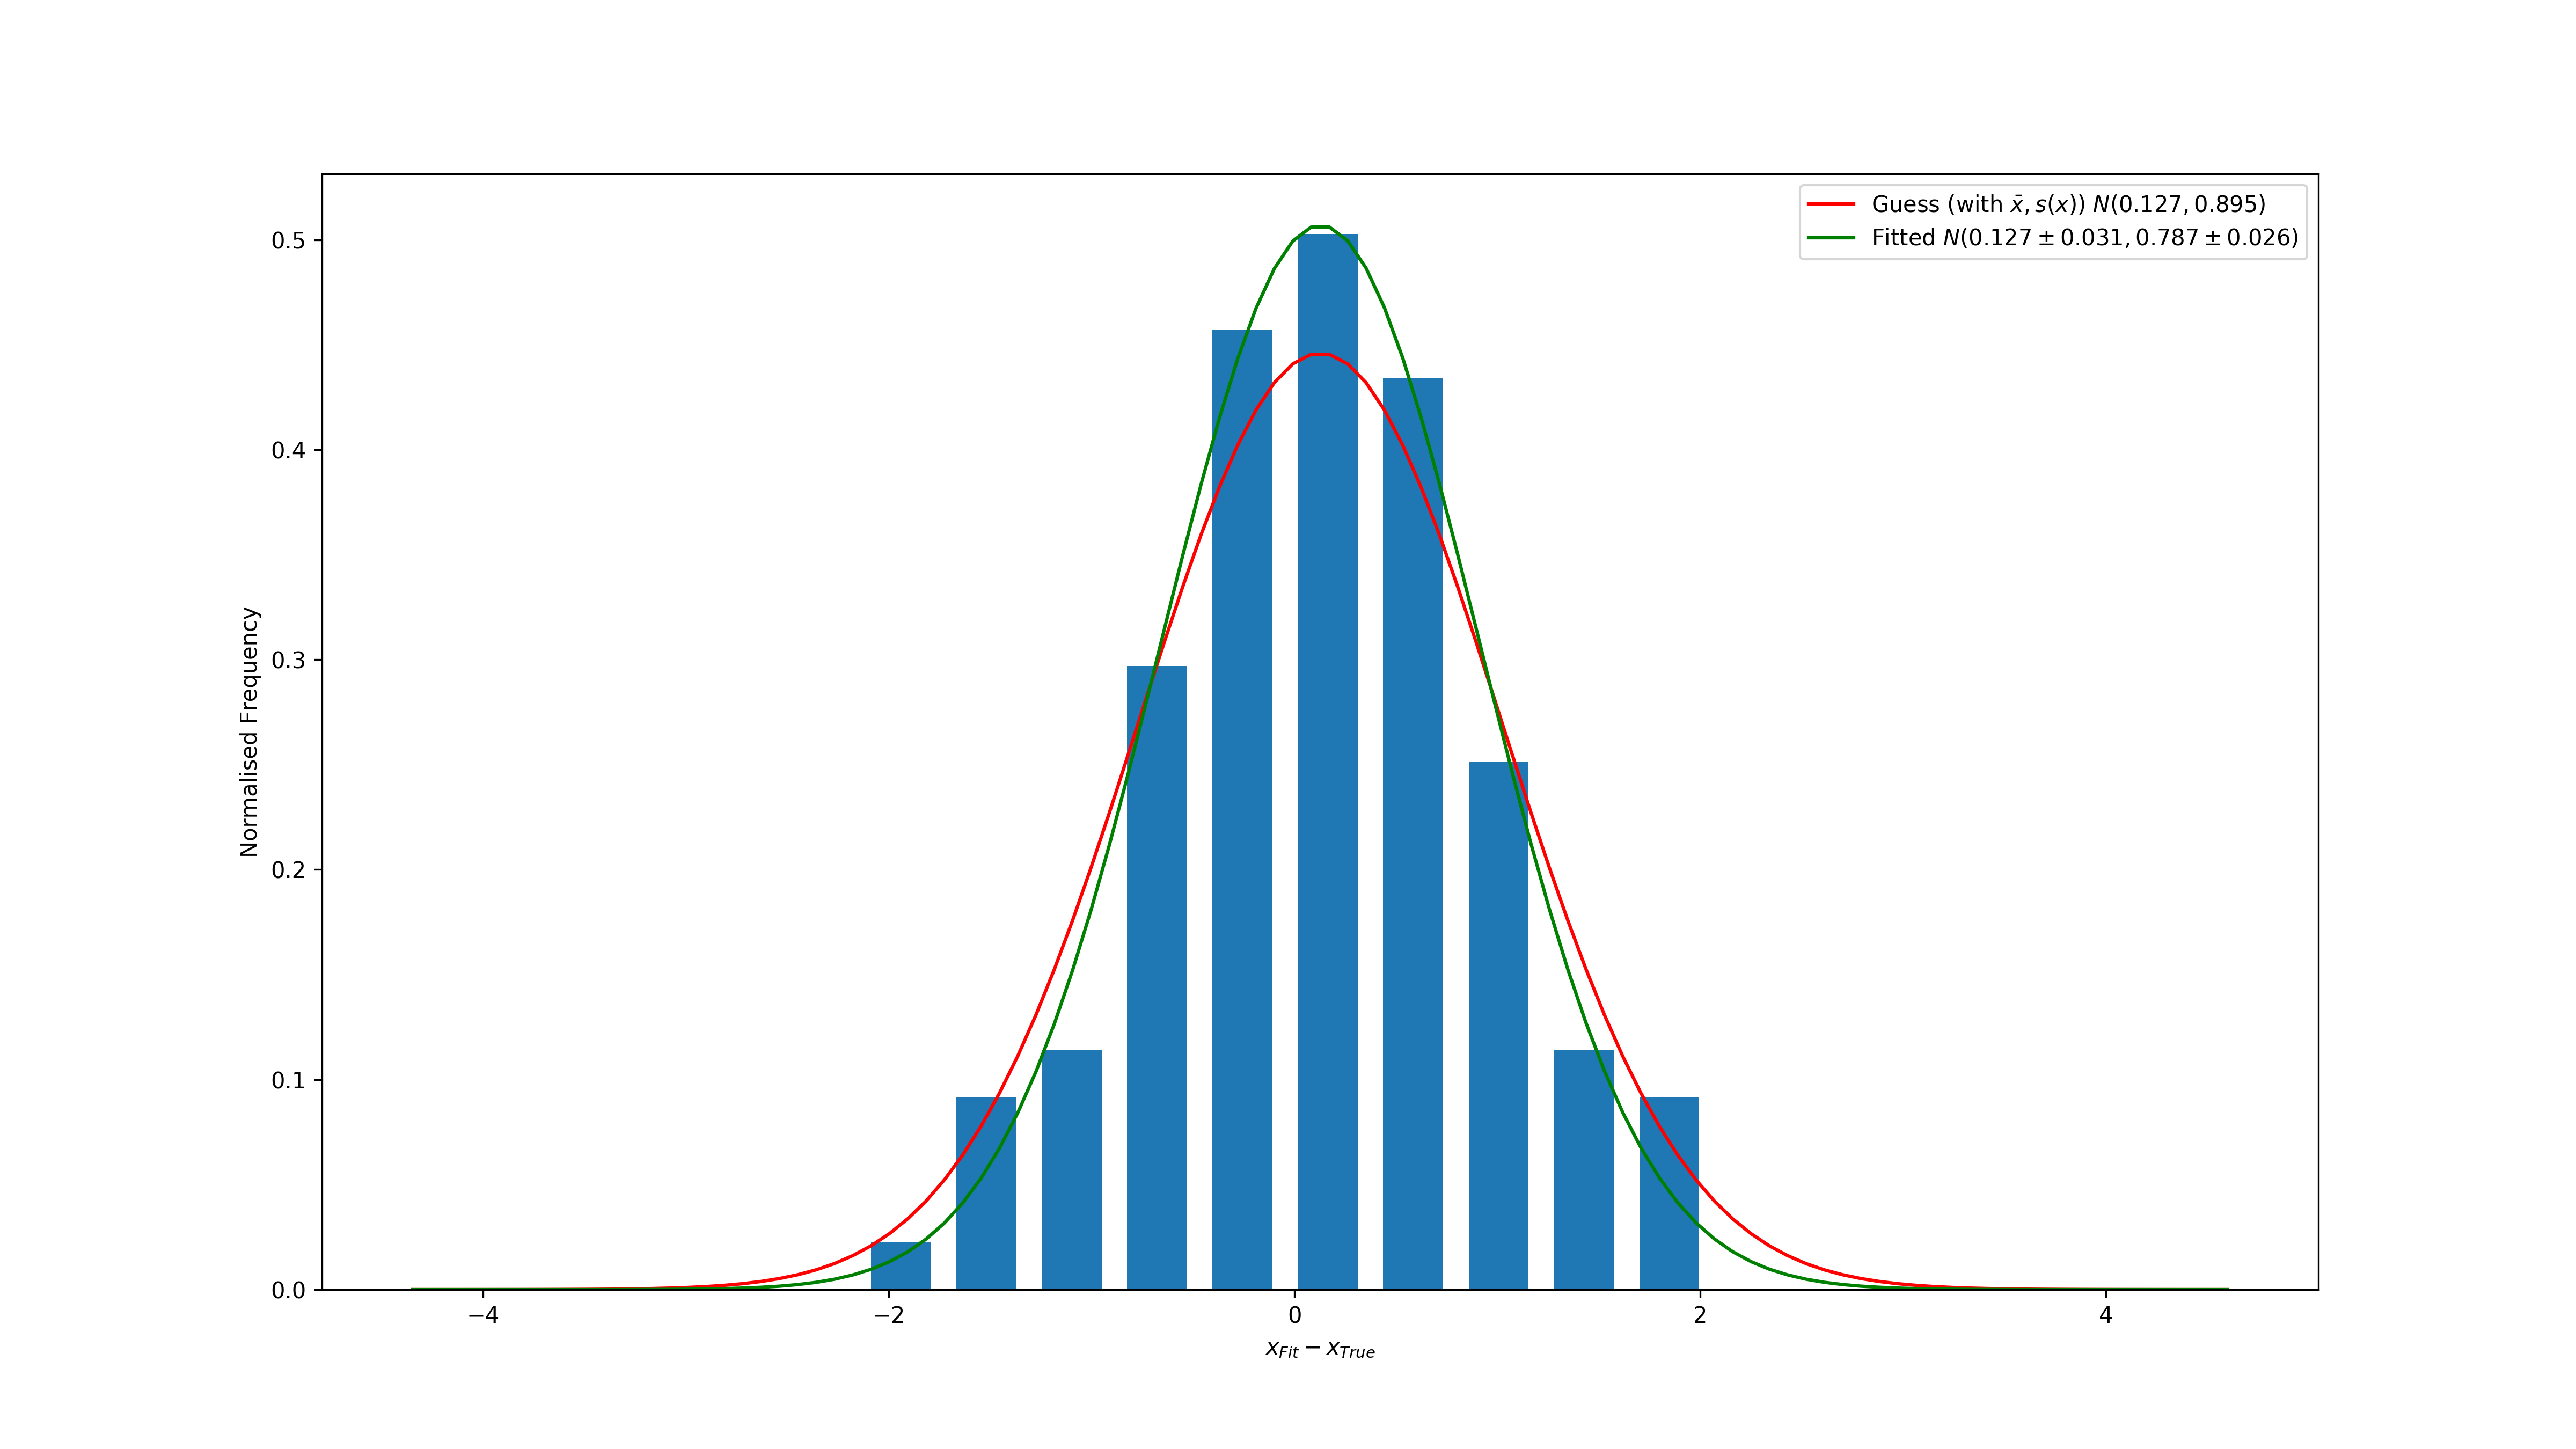 Guess (with x̄, s(x)) N(0.127, 0.895)
Fitted N(0.127 ± 0.031, 0.787 ± 0.026)
Normalised Frequency
0.5
0.4
0.3
0.2
0.1
0.0
−4 −2 0 2 4
x_Fit − x_True